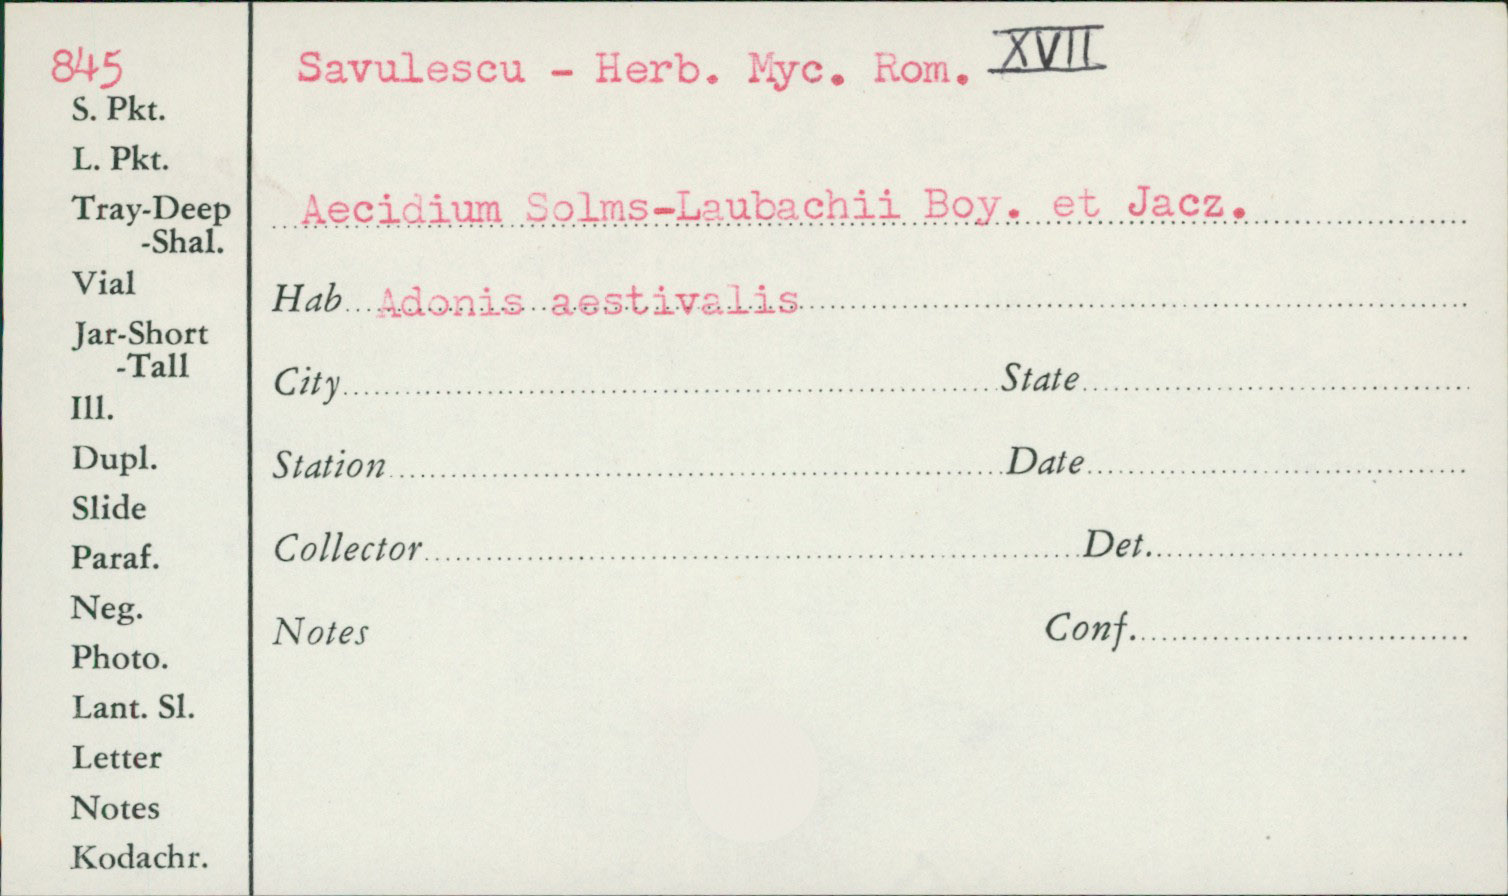 845
S. Pkt.
L. Pkt.
Tray-Deep
-Shal.
Vial
Jar-Short
-Tall
Ill.
Dupl.
Slide
Paraf.
Neg.
Photo.
Lant. Sl.
Letter
Notes
Kodachr.
Savulescu - Herb. Myc. Rom. XVII
Aecidium Solms-Laubachii Boy. et Jacz.
Hab Adonis aestivalis
City State
Station Date
Collector Det.
Notes Conf.